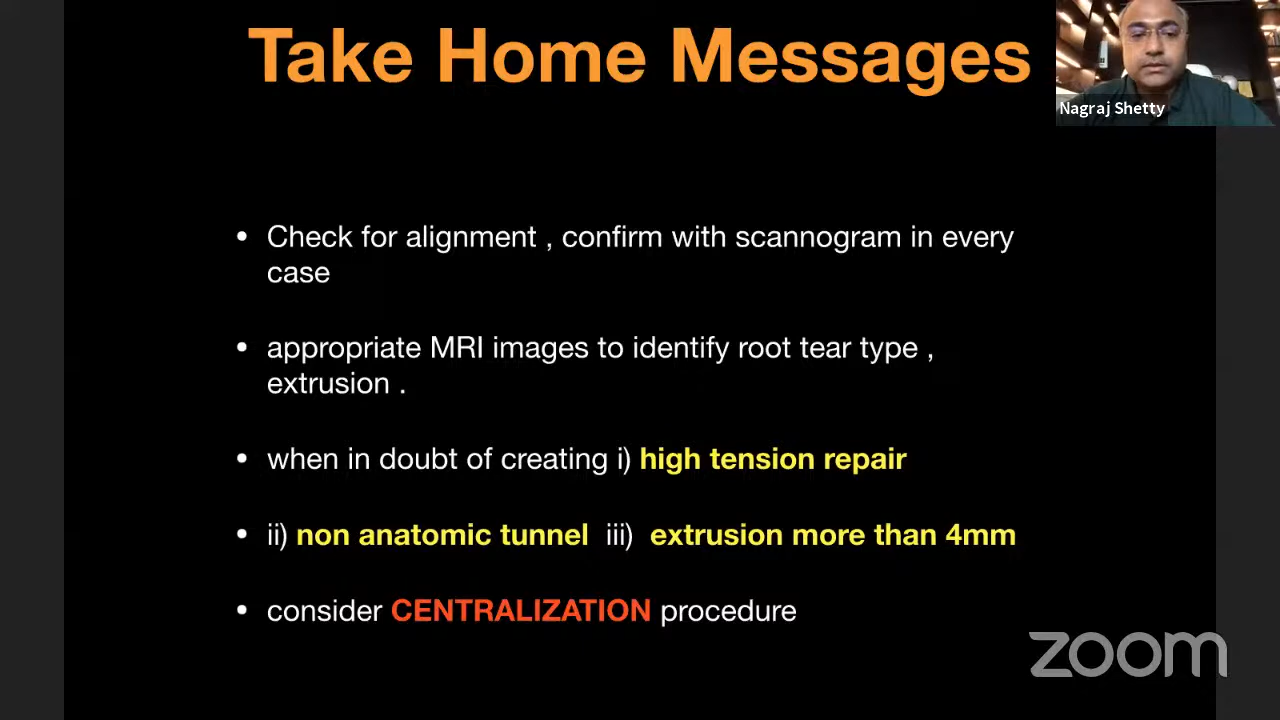 Take Home Messages
Nagraj Shetty
• Check for alignment , confirm with scannogram in every
case
• appropriate MRI images to identify root tear type ,
extrusion .
• when in doubt of creating i) high tension repair
• ii) non anatomic tunnel iii) extrusion more than 4mm
• consider CENTRALIZATION procedure
zoom